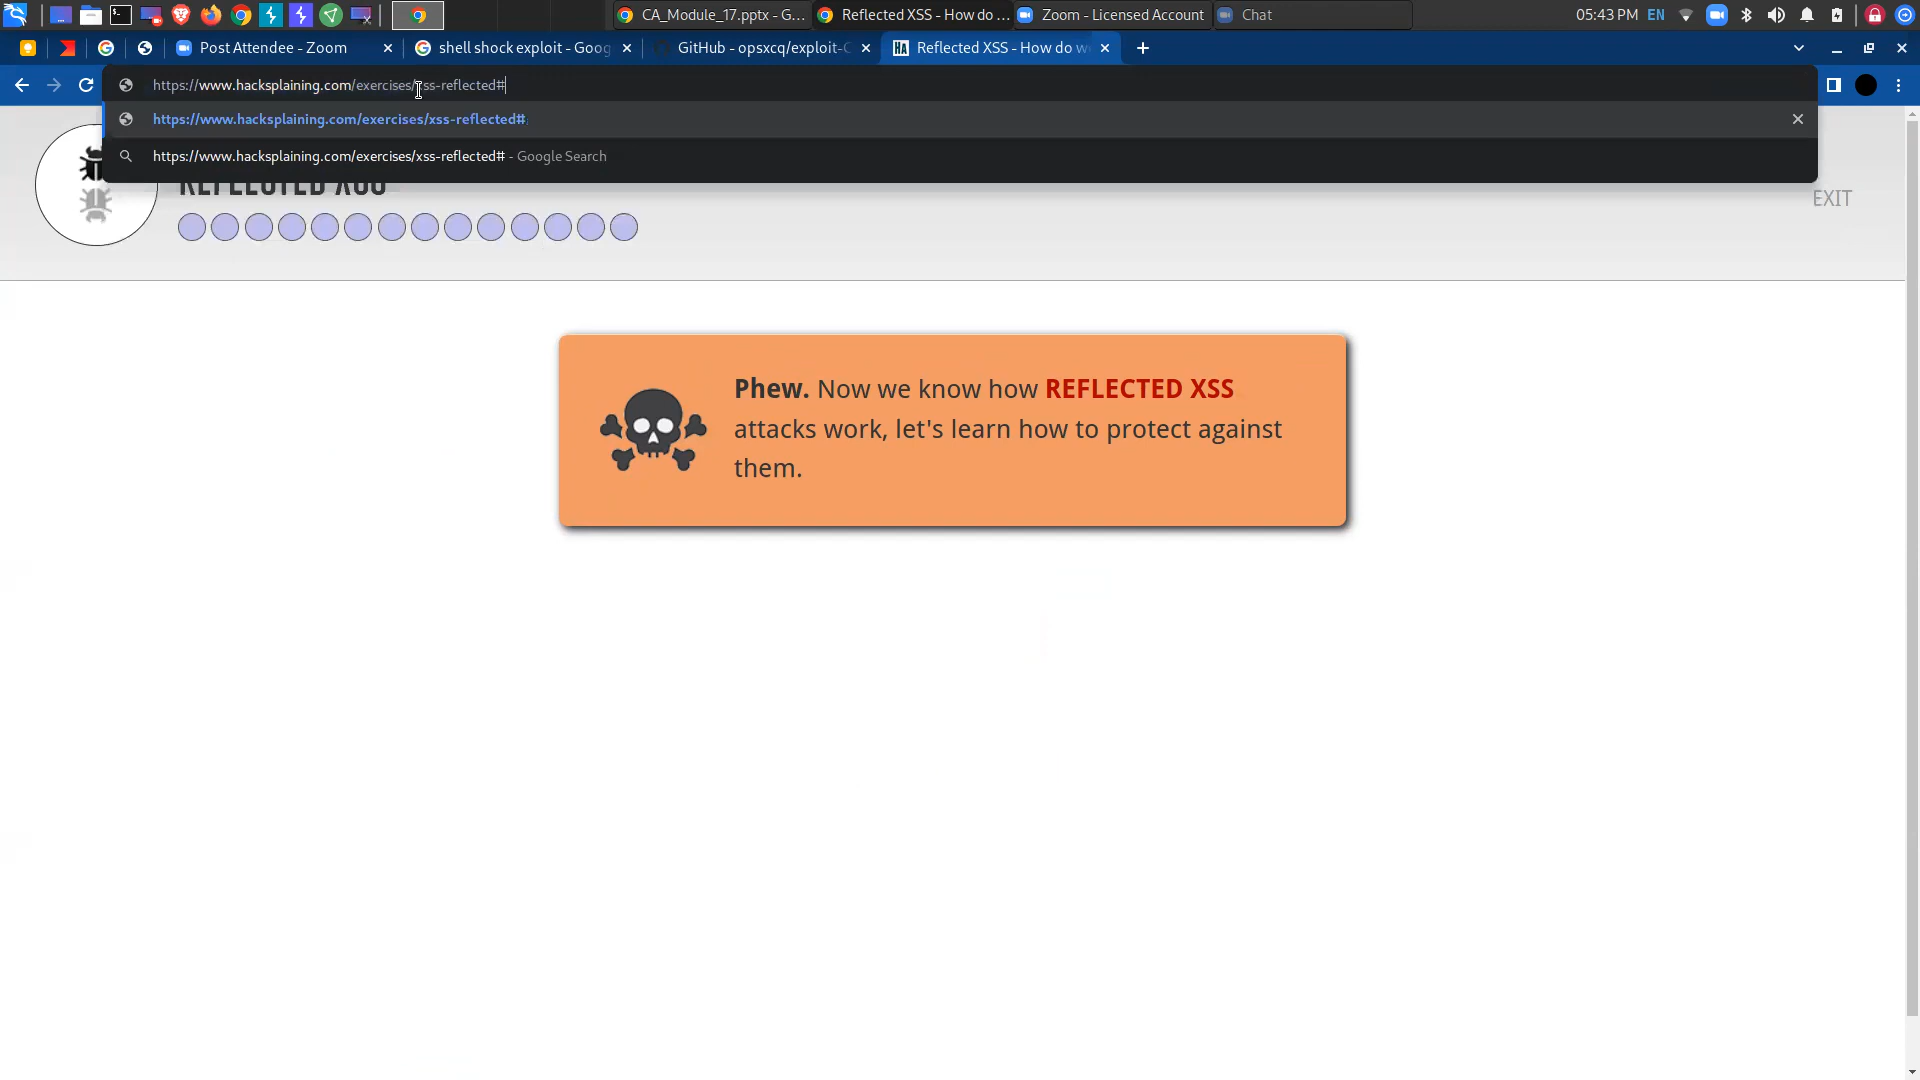 CA_Module_17.pptx - G...
Reflected XSS - How do ...
Zoom - Licensed Account
Chat
05:43 PM EN
Post Attendee - Zoom
shell shock exploit - Goog
GitHub - opsxcq/exploit-C
HA
Reflected XSS - How do w
https://www.hacksplaining.com/exercises/xss-reflected#
https://www.hacksplaining.com/exercises/xss-reflected#
https://www.hacksplaining.com/exercises/xss-reflected# - Google Search
REFLECTED XSS
EXIT
Phew. Now we know how REFLECTED XSS
attacks work, let's learn how to protect against
them.